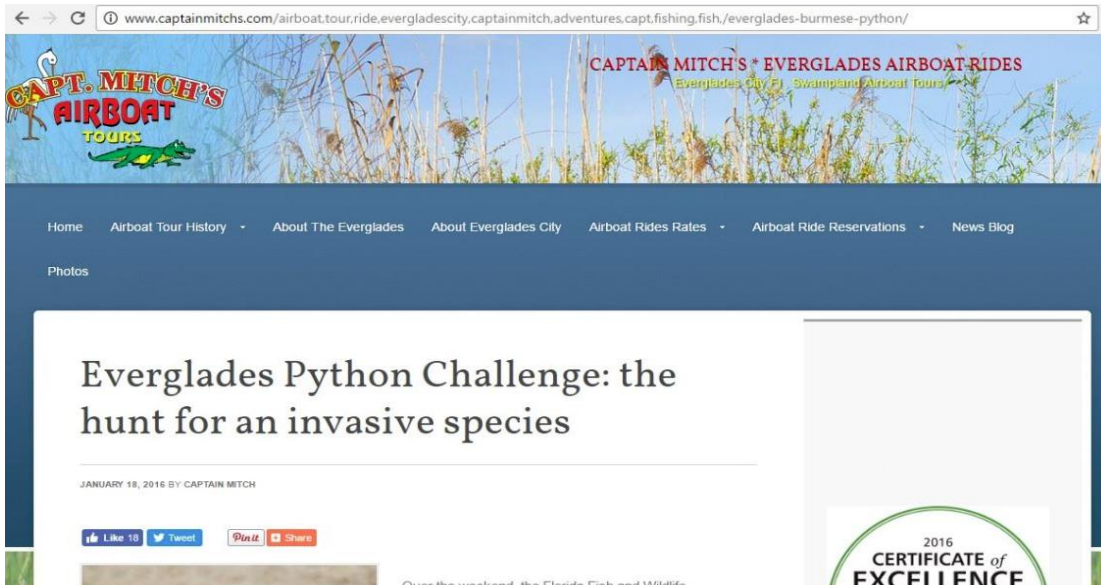 www.captainmitchs.com/airboat,tour,ride,evergladescity,captainmitch,adventures,capt.fishing.fish,/everglades-burmese-python/
CAPT. MITCH'S
AIRBOAT
TOURS
CAPTAIN MITCH'S * EVERGLADES AIRBOAT RIDES
Everglades City Fl. Swampland Airboat Tours
Home Airboat Tour History About The Everglades About Everglades City Airboat Rides Rates Airboat Ride Reservations News Blog
Photos
Everglades Python Challenge: the
hunt for an invasive species
JANUARY 18, 2016 BY CAPTAIN MITCH
Like 18 Tweet Pin it Share
Over the weekend, the Florida Fish and Wildlife
2016
CERTIFICATE of
EXCELLENCE